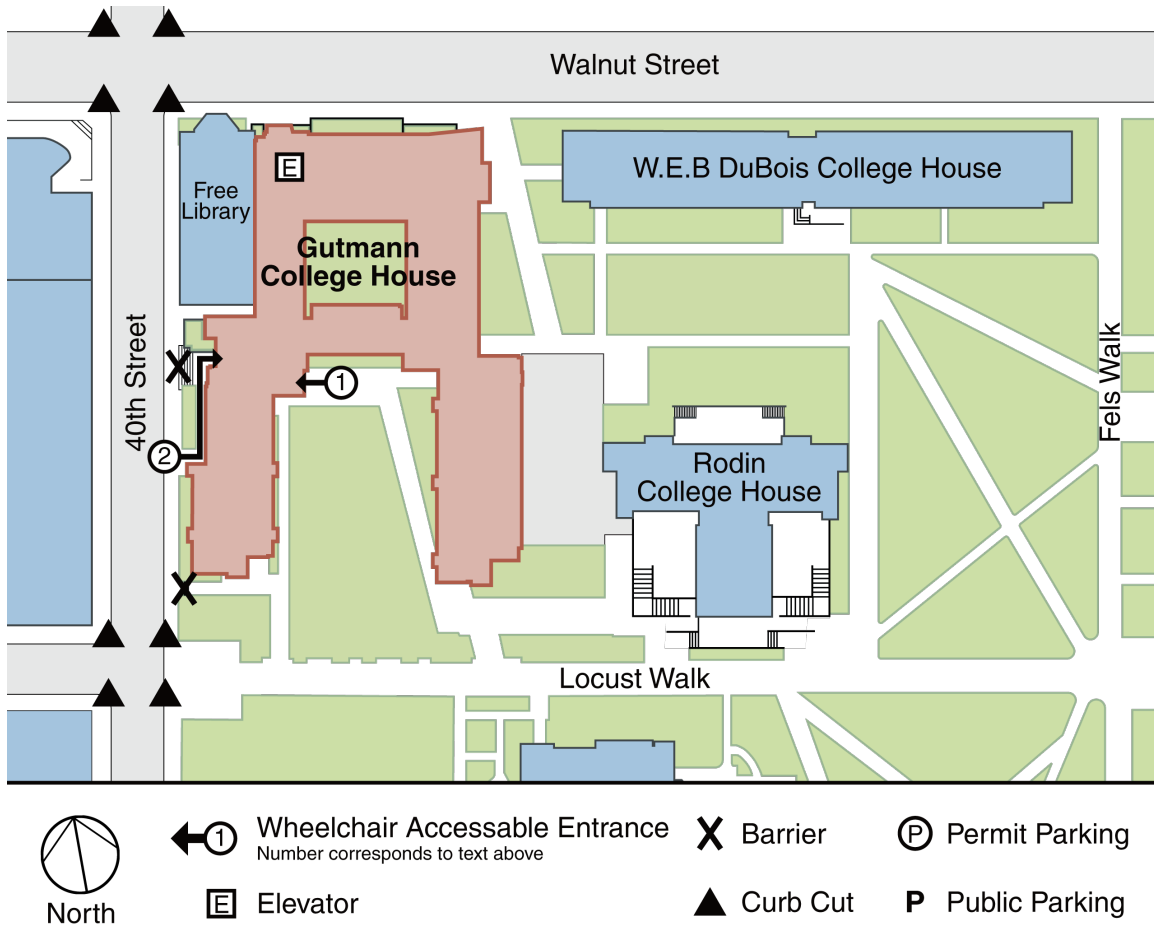 Walnut Street
W.E.B DuBois College House
E
Free
Library
Gutmann
College House
40th Street
1
2
Fels Walk
Rodin
College House
Locust Walk
North
1
Wheelchair Accessable Entrance
Number corresponds to text above
E
Elevator
Barrier
Curb Cut
P
Permit Parking
P
Public Parking